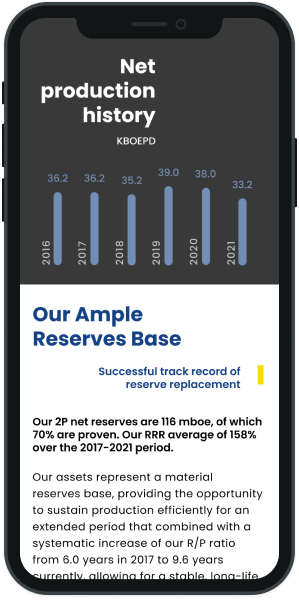 Net
production
history
KBOEPD
36.2 36.2 35.2 39.0 38.0 33.2
2016 2017 2018 2019 2020 2021
Our Ample
Reserves Base
Successful track record of
reserve replacement
Our 2P net reserves are 116 mboe, of which
70% are proven. Our RRR average of 158%
over the 2017-2021 period.
Our assets represent a material
reserves base, providing the opportunity
to sustain production efficiently for an
extended period that combined with a
systematic increase of our R/P ratio
from 6.0 years in 2017 to 9.6 years
currently, allowing for a stable, long-life